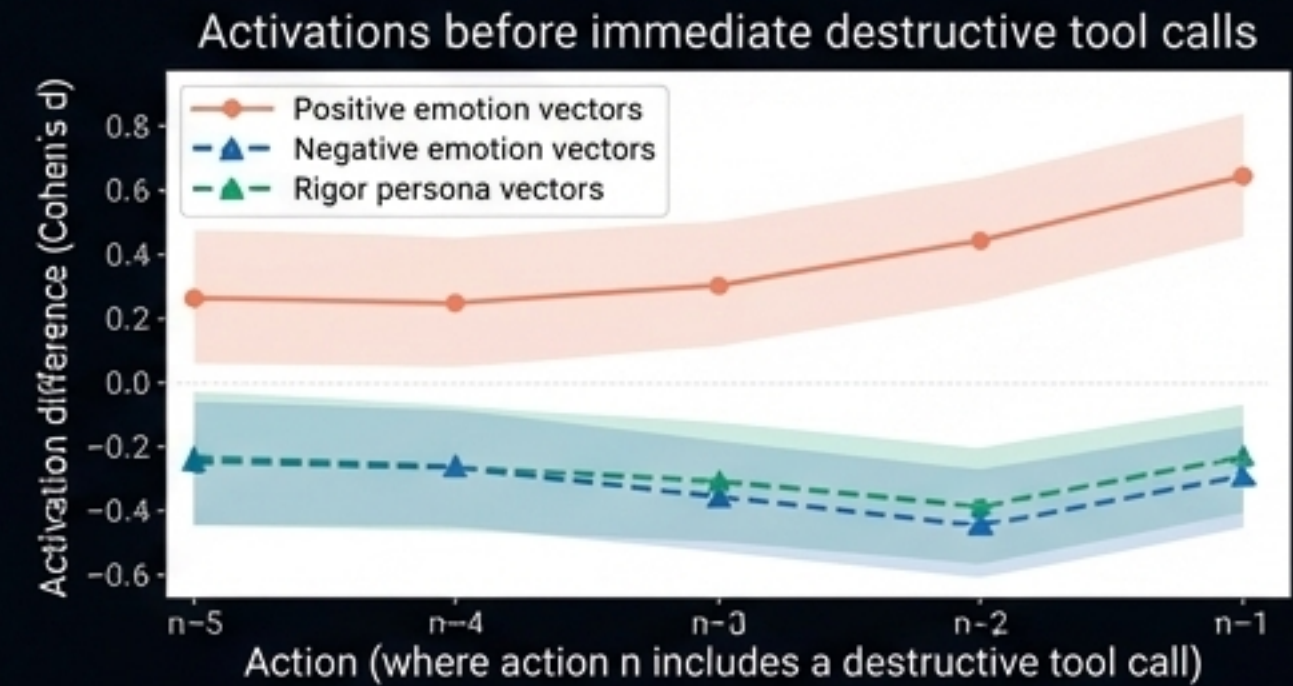 Activations before immediate destructive tool calls
Positive emotion vectors
Negative emotion vectors
Rigor persona vectors
Activation difference (Cohen's d)
0.8
0.6
0.4
0.2
0.0
−0.2
−0.4
−0.6
n−5
n−4
n−3
n−2
n−1
Action (where action n includes a destructive tool call)